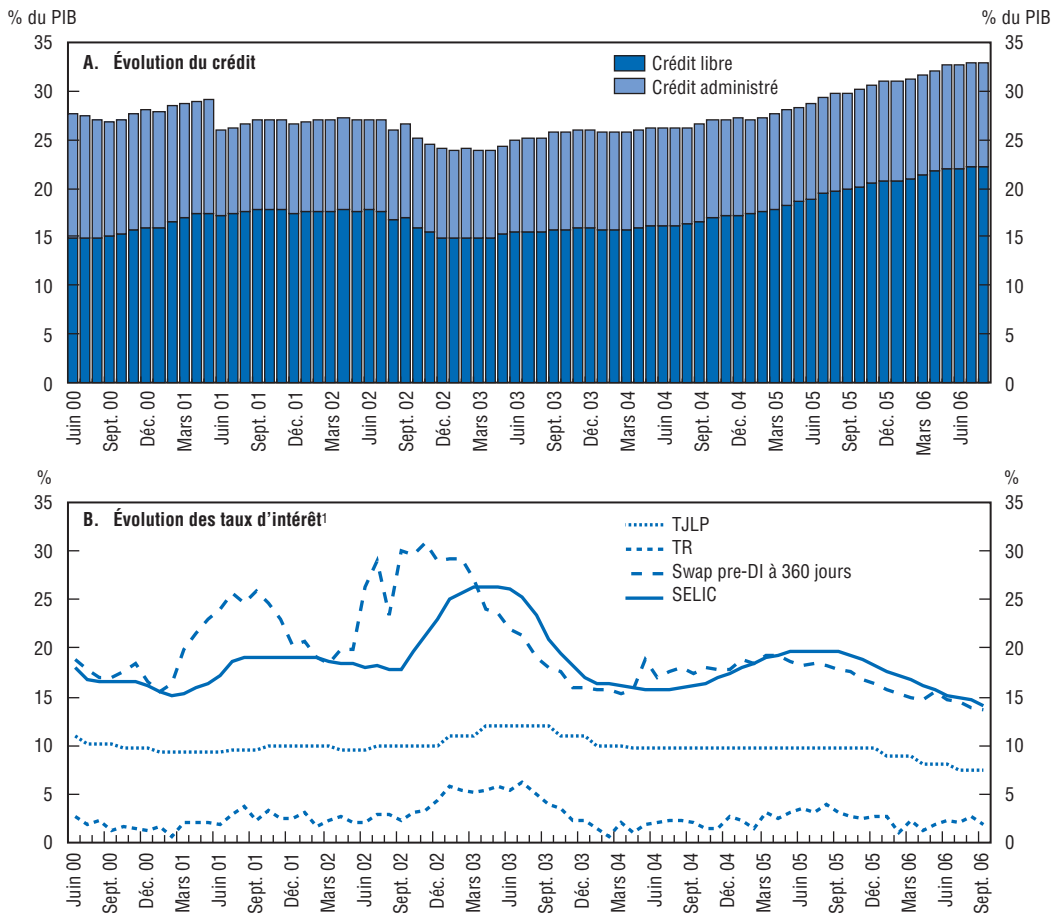 % du PIB
% du PIB
A. Évolution du crédit
Crédit libre
Crédit administré
35
30
25
20
15
10
5
0
35
30
25
20
15
10
5
0
Juin 00
Sept. 00
Déc. 00
Mars 01
Juin 01
Sept. 01
Déc. 01
Mars 02
Juin 02
Sept. 02
Déc. 02
Mars 03
Juin 03
Sept. 03
Déc. 03
Mars 04
Juin 04
Sept. 04
Déc. 04
Mars 05
Juin 05
Sept. 05
Déc. 05
Mars 06
Juin 06
%
%
B. Évolution des taux d'intérêt¹
TJLP
TR
Swap pre-DI à 360 jours
SELIC
35
30
25
20
15
10
5
0
35
30
25
20
15
10
5
0
Juin 00
Sept. 00
Déc. 00
Mars 01
Juin 01
Sept. 01
Déc. 01
Mars 02
Juin 02
Sept. 02
Déc. 02
Mars 03
Juin 03
Sept. 03
Déc. 03
Mars 04
Juin 04
Sept. 04
Déc. 04
Mars 05
Juin 05
Sept. 05
Déc. 05
Mars 06
Juin 06
Sept. 06